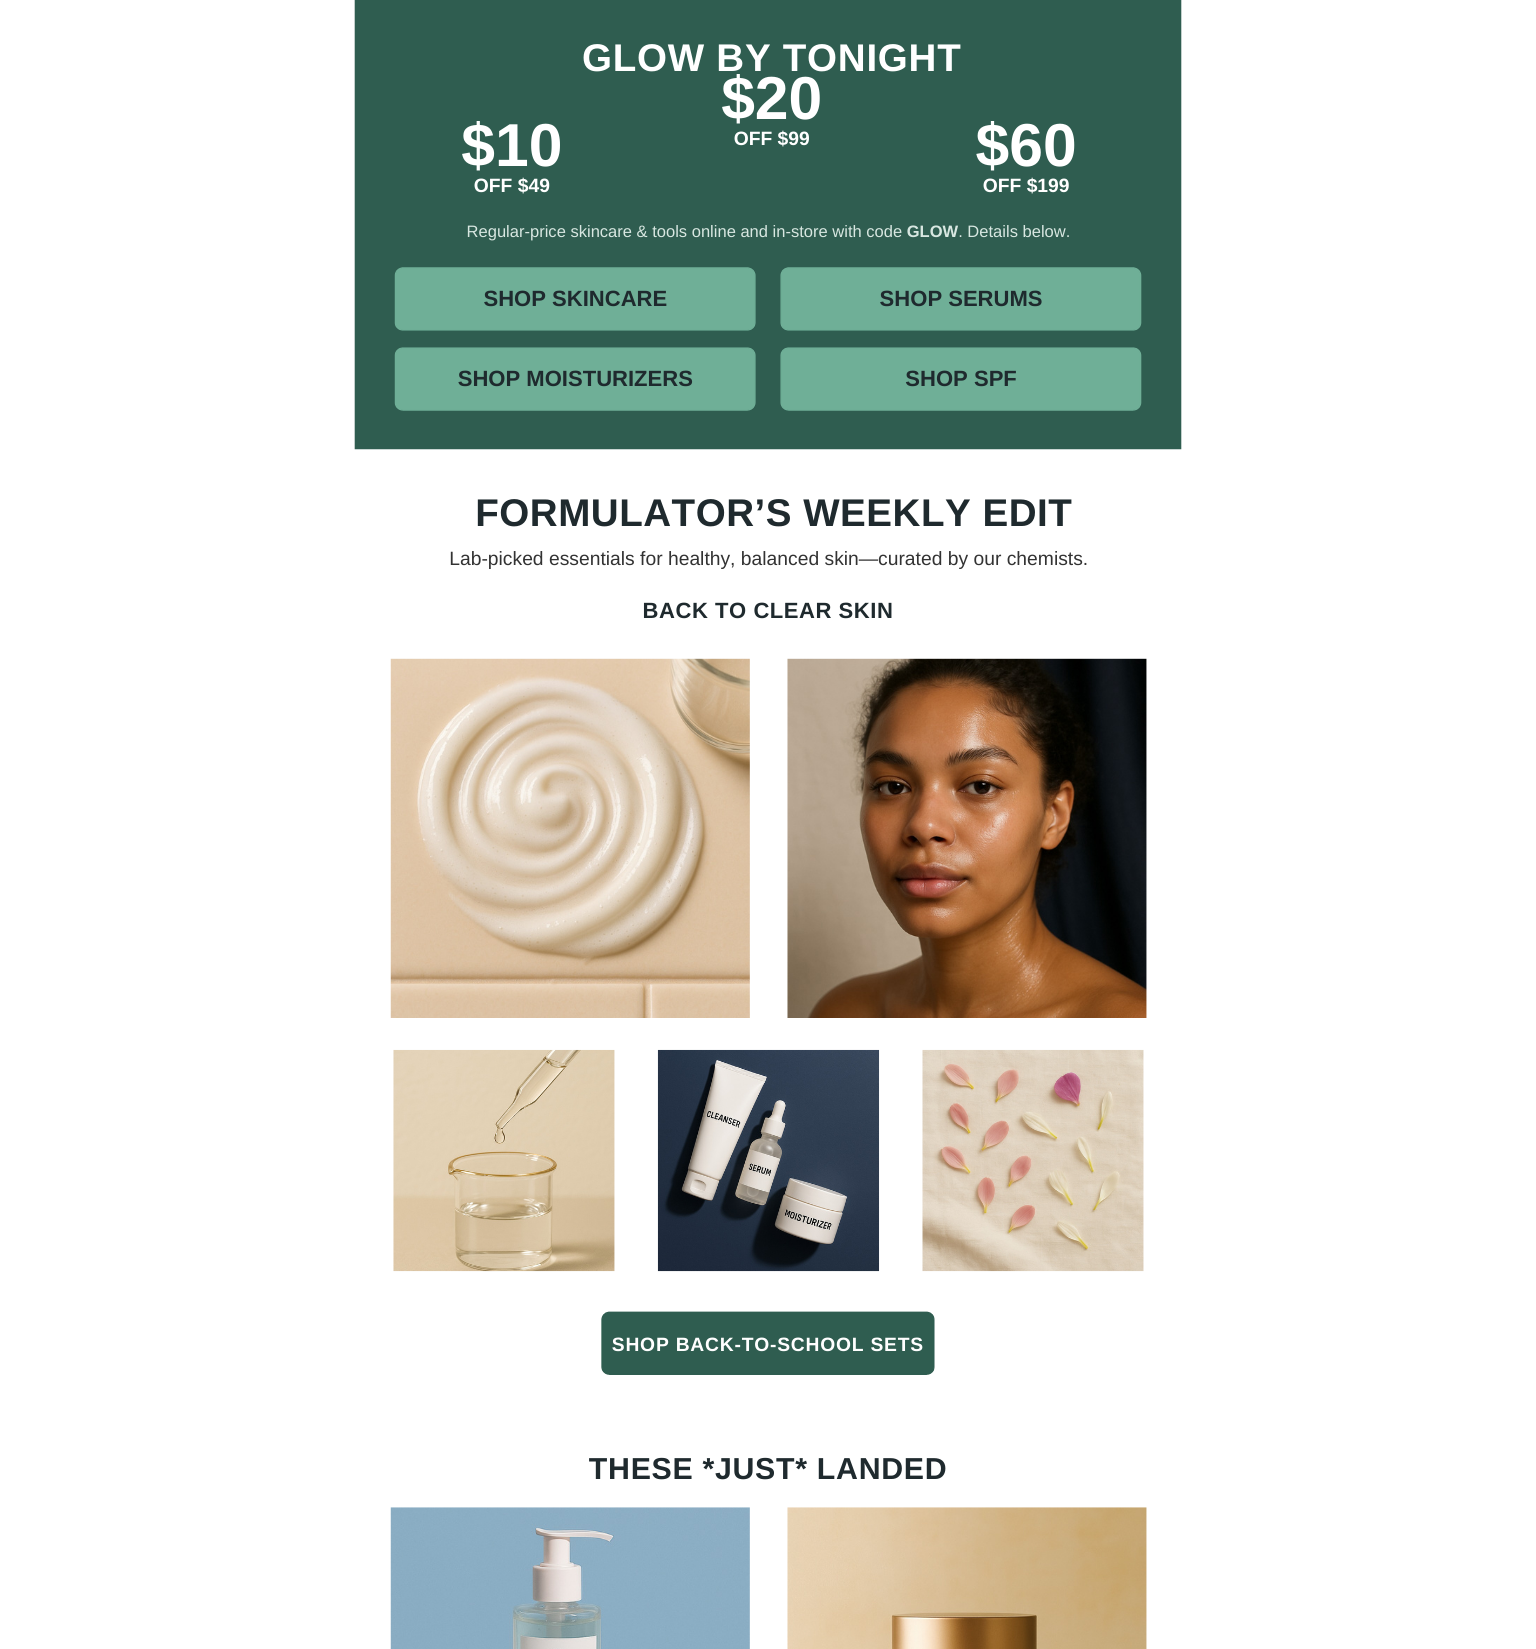 GLOW BY TONIGHT
$20
OFF $99
$10
OFF $49
$60
OFF $199
Regular-price skincare & tools online and in-store with code GLOW. Details below.
SHOP SKINCARE
SHOP SERUMS
SHOP MOISTURIZERS
SHOP SPF
FORMULATOR’S WEEKLY EDIT
Lab-picked essentials for healthy, balanced skin—curated by our chemists.
BACK TO CLEAR SKIN
CLEANSER
SERUM
MOISTURIZER
SHOP BACK-TO-SCHOOL SETS
THESE *JUST* LANDED